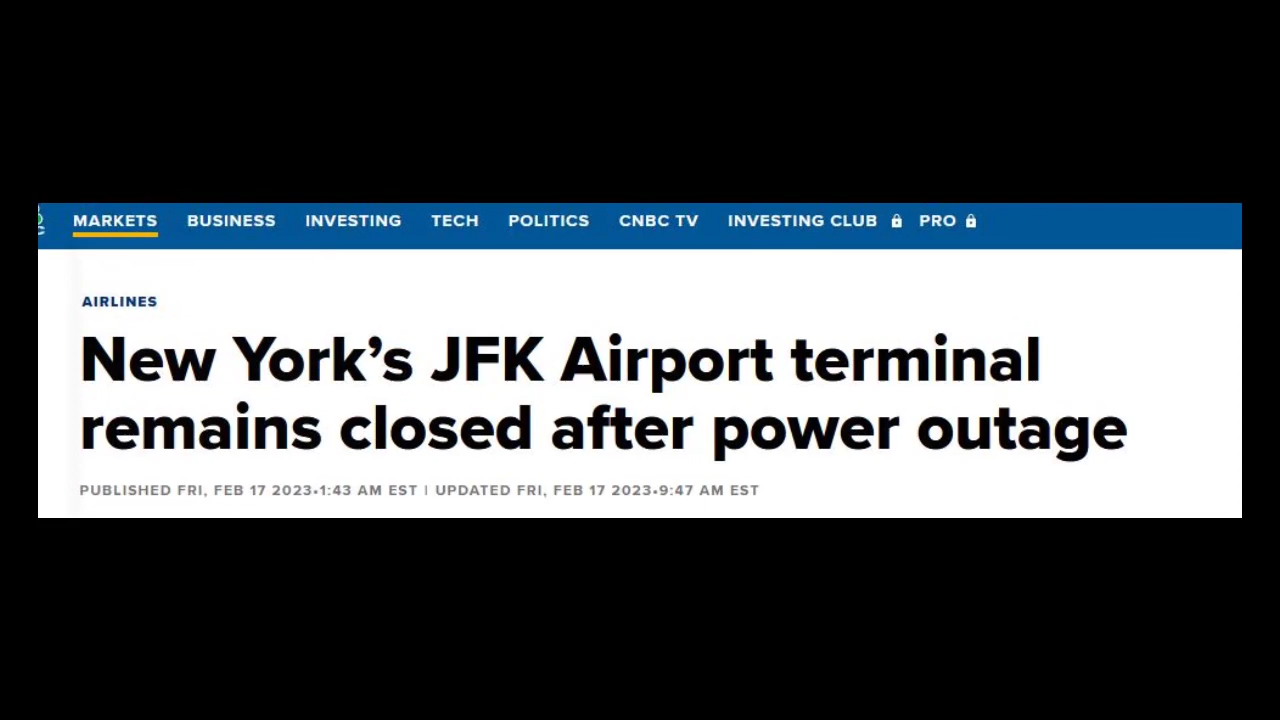 MARKETS BUSINESS INVESTING TECH POLITICS CNBC TV INVESTING CLUB PRO
AIRLINES
New York’s JFK Airport terminal
remains closed after power outage
PUBLISHED FRI, FEB 17 2023•1:43 AM EST | UPDATED FRI, FEB 17 2023•9:47 AM EST